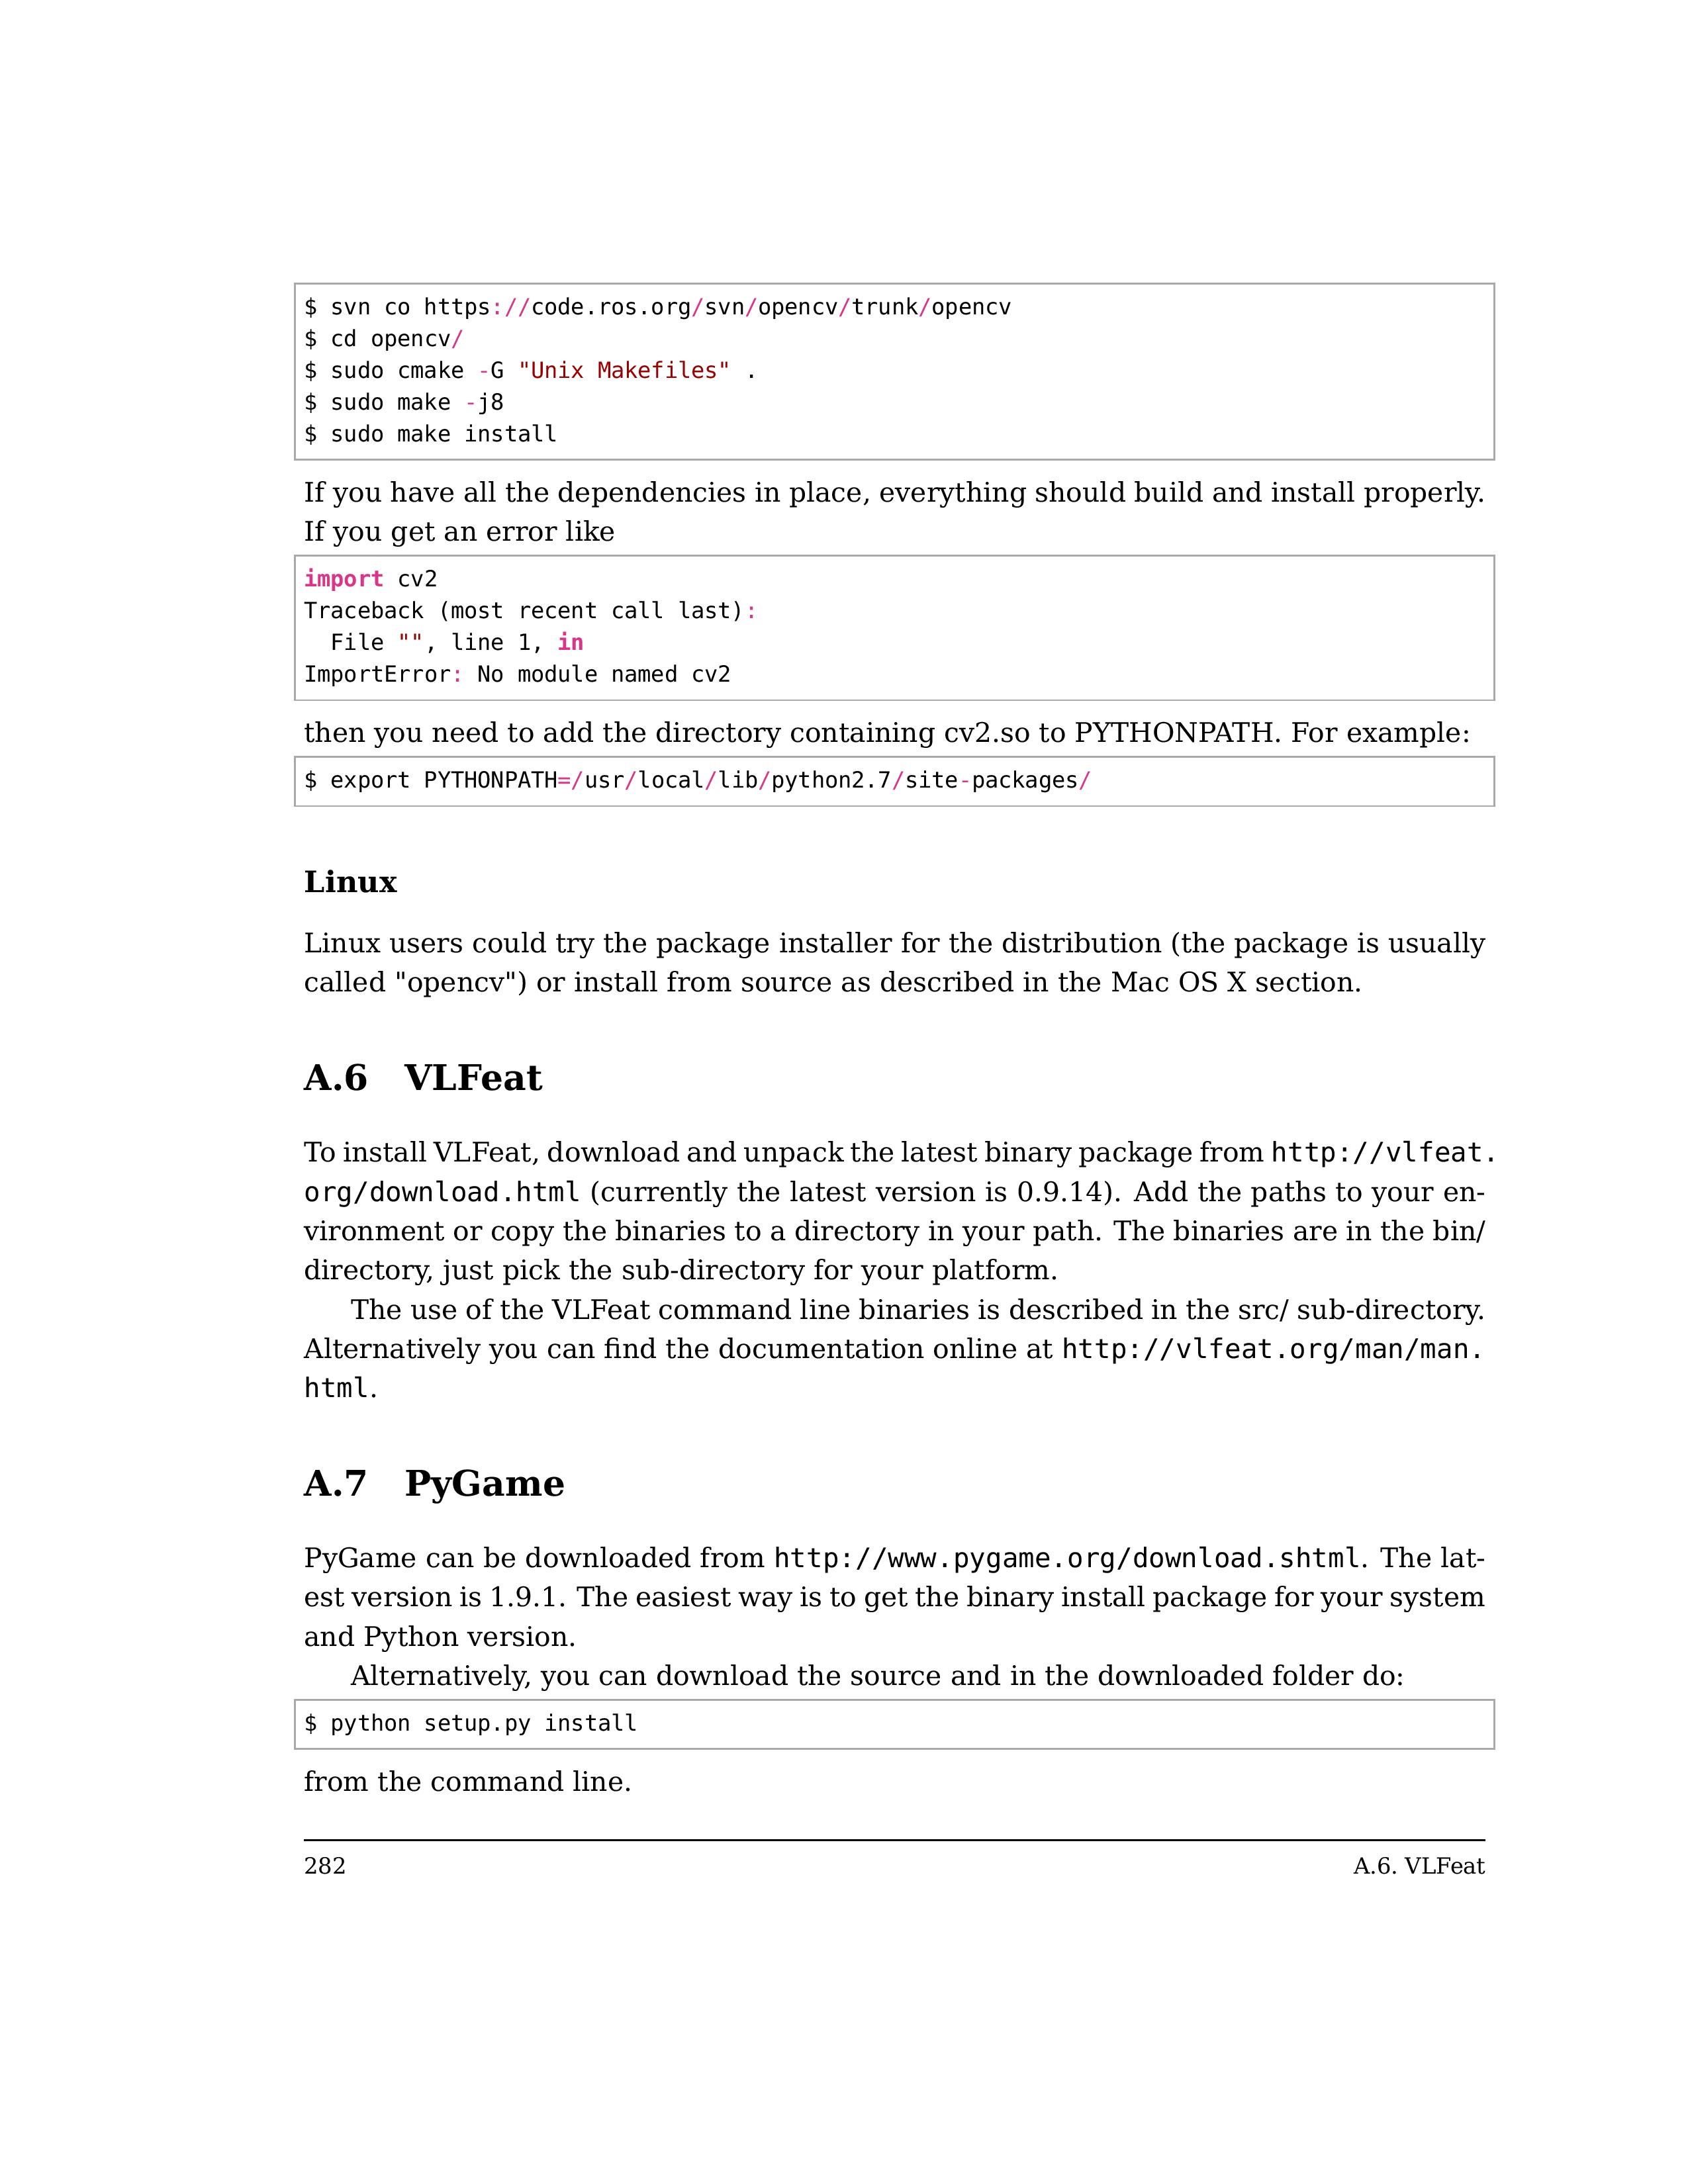 $ svn co https://code.ros.org/svn/opencv/trunk/opencv
$ cd opencv/
$ sudo cmake -G "Unix Makefiles" .
$ sudo make -j8
$ sudo make install
If you have all the dependencies in place, everything should build and install properly.
If you get an error like
import cv2
Traceback (most recent call last):
  File "", line 1, in
ImportError: No module named cv2
then you need to add the directory containing cv2.so to PYTHONPATH. For example:
$ export PYTHONPATH=/usr/local/lib/python2.7/site-packages/
Linux
Linux users could try the package installer for the distribution (the package is usually
called "opencv") or install from source as described in the Mac OS X section.
A.6 VLFeat
To install VLFeat, download and unpack the latest binary package from http://vlfeat.
org/download.html (currently the latest version is 0.9.14). Add the paths to your en-
vironment or copy the binaries to a directory in your path. The binaries are in the bin/
directory, just pick the sub-directory for your platform.
The use of the VLFeat command line binaries is described in the src/ sub-directory.
Alternatively you can find the documentation online at http://vlfeat.org/man/man.
html.
A.7 PyGame
PyGame can be downloaded from http://www.pygame.org/download.shtml. The lat-
est version is 1.9.1. The easiest way is to get the binary install package for your system
and Python version.
Alternatively, you can download the source and in the downloaded folder do:
$ python setup.py install
from the command line.
282 A.6. VLFeat